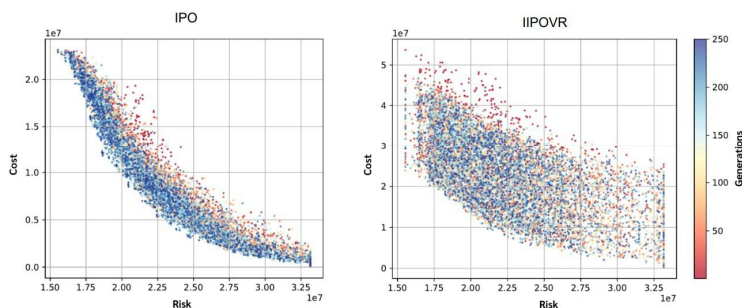 IPO
1e7
2.0
1.5
1.0
0.5
0.0
Cost
1.50
1.75
2.00
2.25
2.50
2.75
3.00
3.25
Risk
1e7
IIPOVR
1e7
5
4
3
2
1
0
Cost
1.50
1.75
2.00
2.25
2.50
2.75
3.00
3.25
Risk
1e7
250
200
150
100
50
Generations